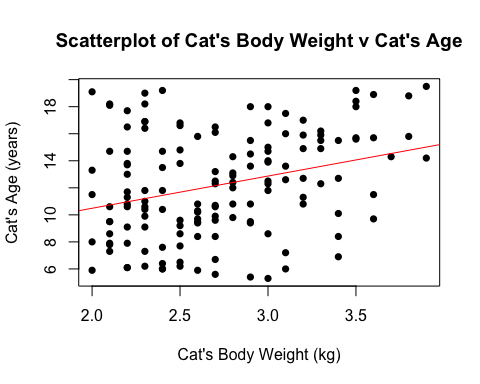 Scatterplot of Cat's Body Weight v Cat's Age
Cat's Age (years)
18
14
10
8
6
2.0 2.5 3.0 3.5
Cat's Body Weight (kg)